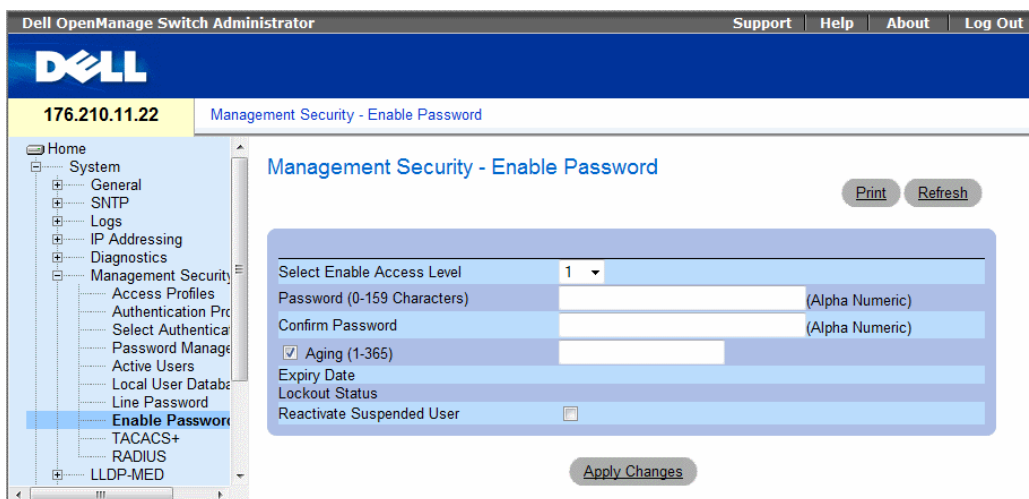 Dell OpenManage Switch Administrator Support Help About Log Out
DELL
176.210.11.22 Management Security - Enable Password
Home
System
General
SNTP
Logs
IP Addressing
Diagnostics
Management Security
Access Profiles
Authentication Pro
Select Authenticat
Password Manage
Active Users
Local User Databa
Line Password
Enable Password
TACACS+
RADIUS
LLDP-MED
Management Security - Enable Password
Print Refresh
Select Enable Access Level 1
Password (0-159 Characters) (Alpha Numeric)
Confirm Password (Alpha Numeric)
Aging (1-365)
Expiry Date
Lockout Status
Reactivate Suspended User
Apply Changes